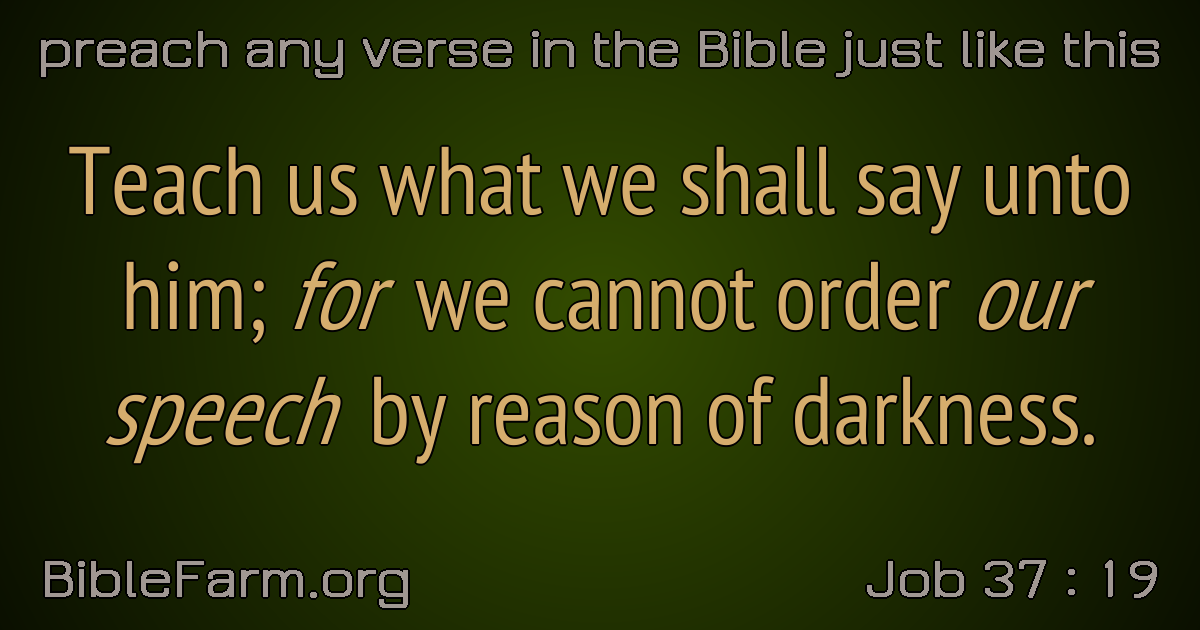 preach any verse in the Bible just like this
Teach us what we shall say unto
him; for we cannot order our
speech by reason of darkness.
BibleFarm.org
Job 37 : 19